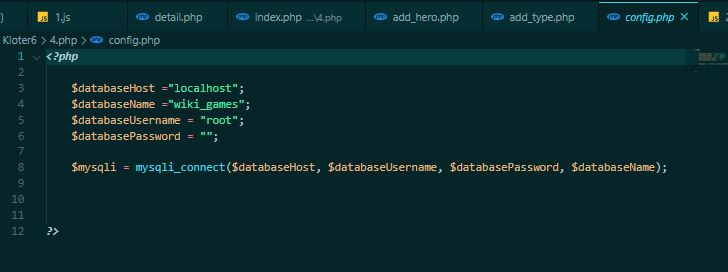 ) 1.js detail.php index.php ...\4.php add_hero.php add_type.php config.php × 2
Kloter6 > 4.php > config.php
1 <?php
2
3 $databaseHost ="localhost";
4 $databaseName ="wiki_games";
5 $databaseUsername = "root";
6 $databasePassword = "";
7
8 $mysqli = mysqli_connect($databaseHost, $databaseUsername, $databasePassword, $databaseName);
9
10
11
12 ?>